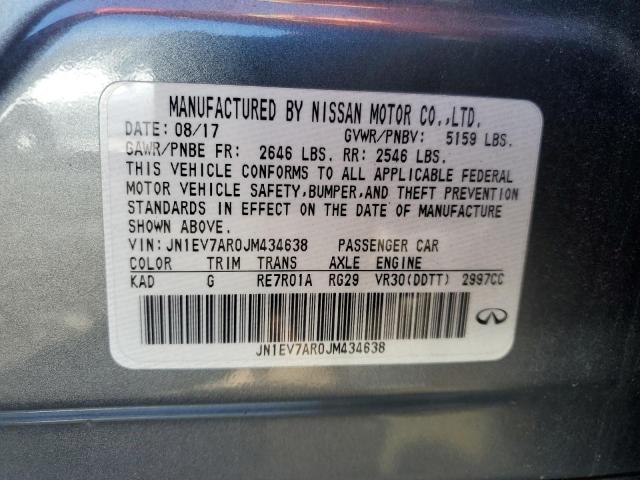 MANUFACTURED BY NISSAN MOTOR CO.,LTD.
DATE: 08/17 GVWR/PNBV: 5159 LBS.
GAWR/PNBE FR: 2646 LBS. RR: 2546 LBS.
THIS VEHICLE CONFORMS TO ALL APPLICABLE FEDERAL
MOTOR VEHICLE SAFETY,BUMPER,AND THEFT PREVENTION
STANDARDS IN EFFECT ON THE DATE OF MANUFACTURE
SHOWN ABOVE.
VIN: JN1EV7AR0JM434638 PASSENGER CAR
COLOR TRIM TRANS AXLE ENGINE
KAD G RE7R01A RG29 VR30(DDTT) 2997CC
JN1EV7AR0JM434638